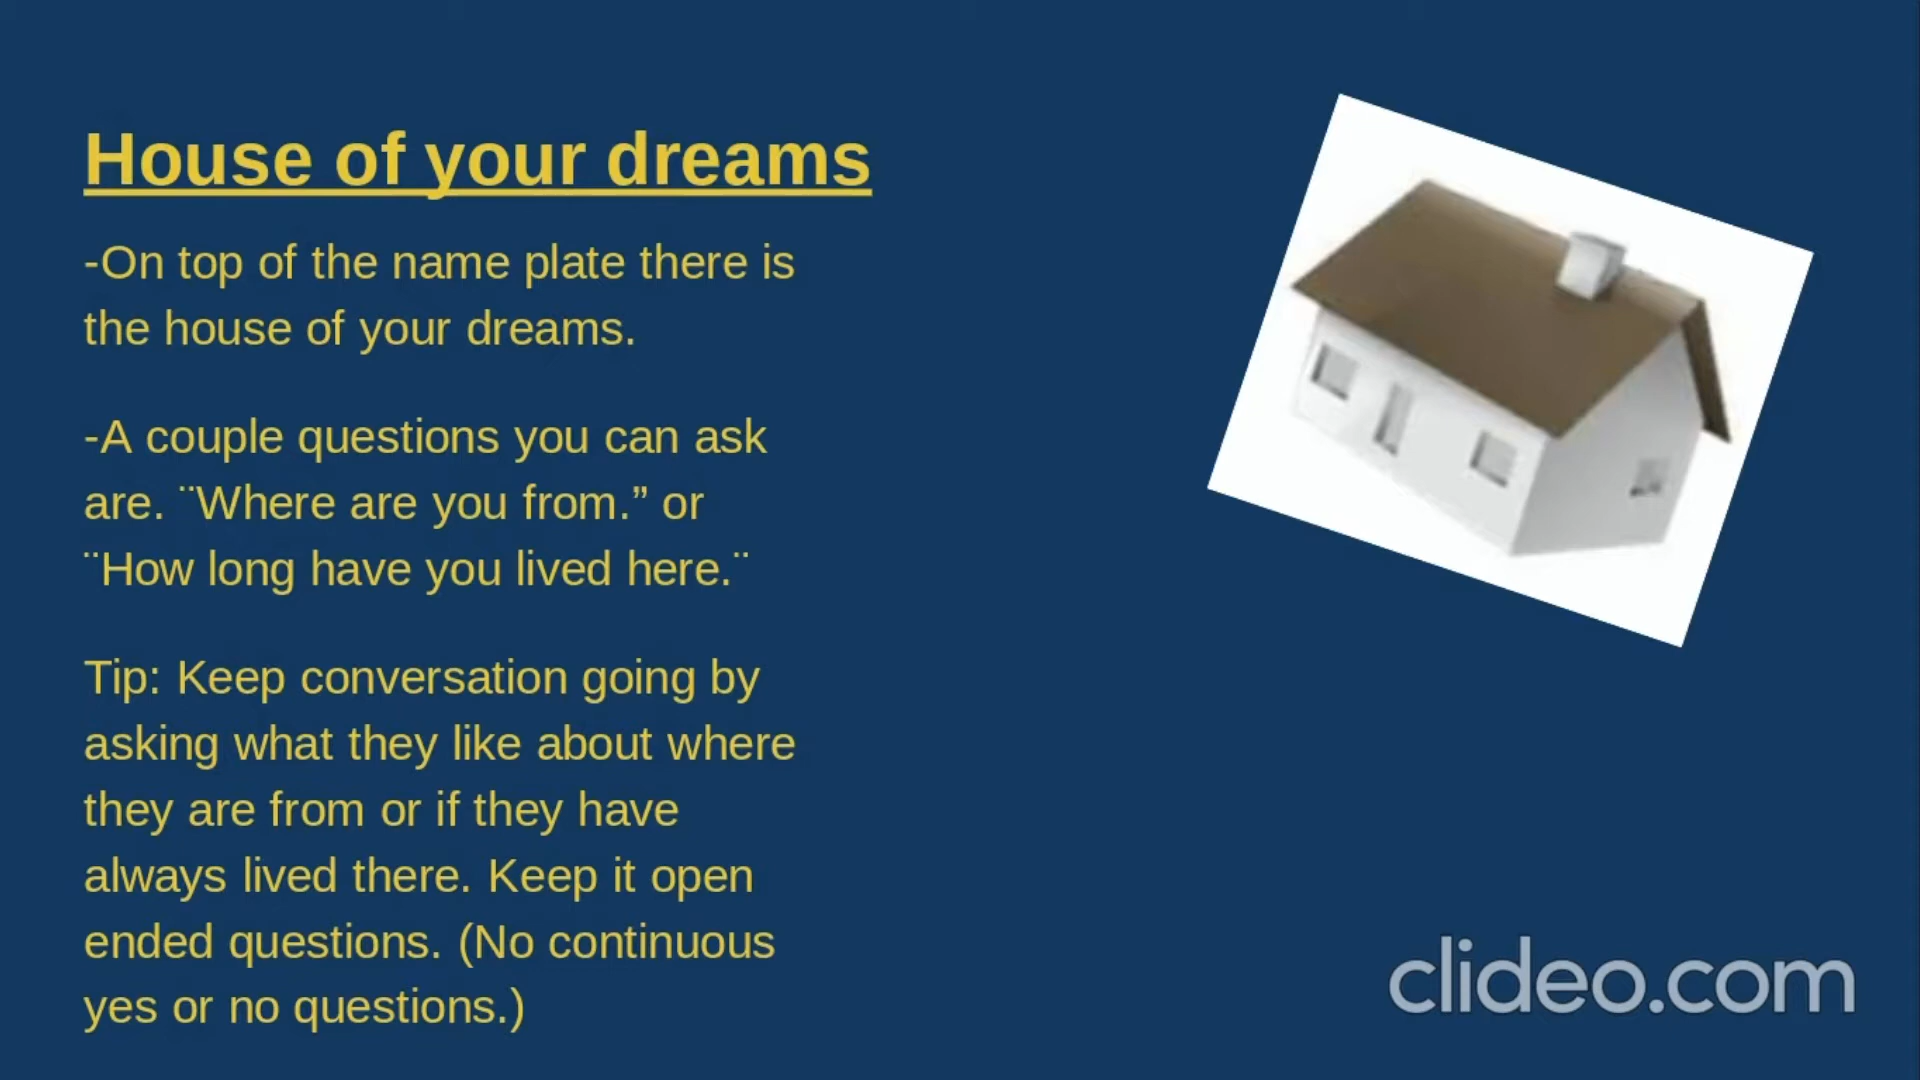 House of your dreams
-On top of the name plate there is
the house of your dreams.
-A couple questions you can ask
are. ¨Where are you from.” or
¨How long have you lived here.¨
Tip: Keep conversation going by
asking what they like about where
they are from or if they have
always lived there. Keep it open
ended questions. (No continuous
yes or no questions.)
clideo.com